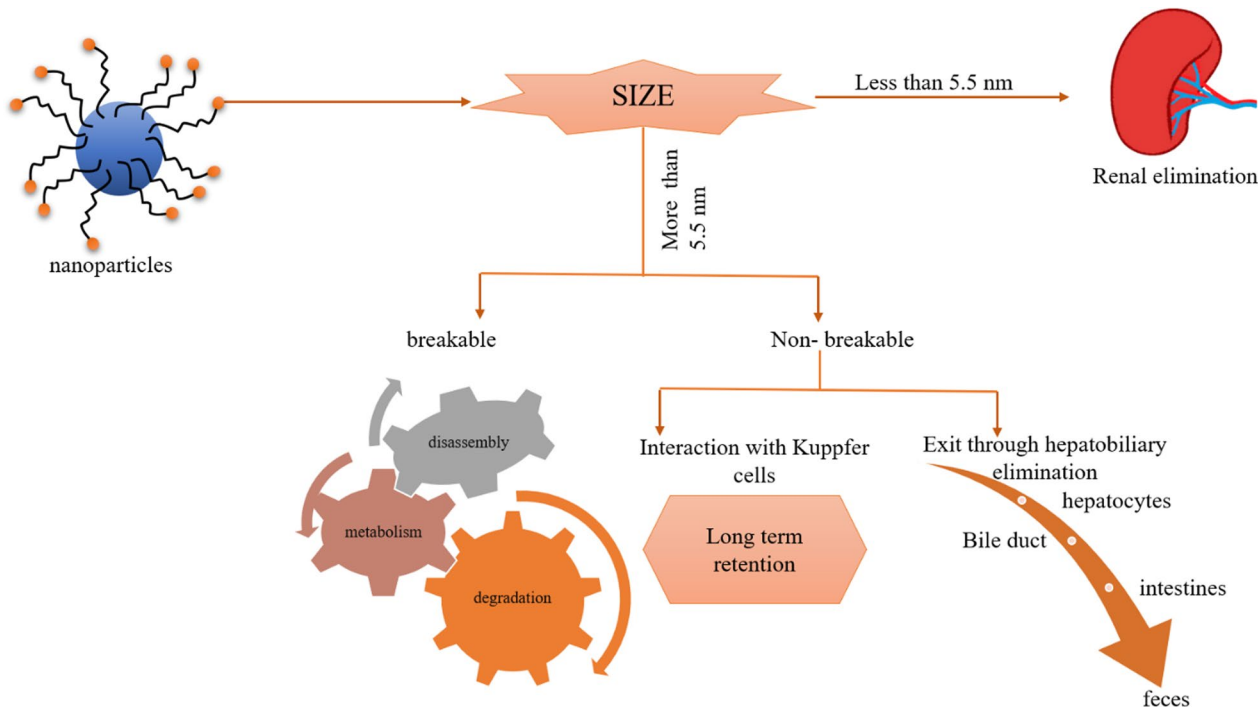 SIZE
Less than 5.5 nm
Renal elimination
nanoparticles
More than
5.5 nm
breakable
Non- breakable
disassembly
metabolism
degradation
Interaction with Kuppfer
cells
Long term
retention
Exit through hepatobiliary
elimination
hepatocytes
Bile duct
intestines
feces